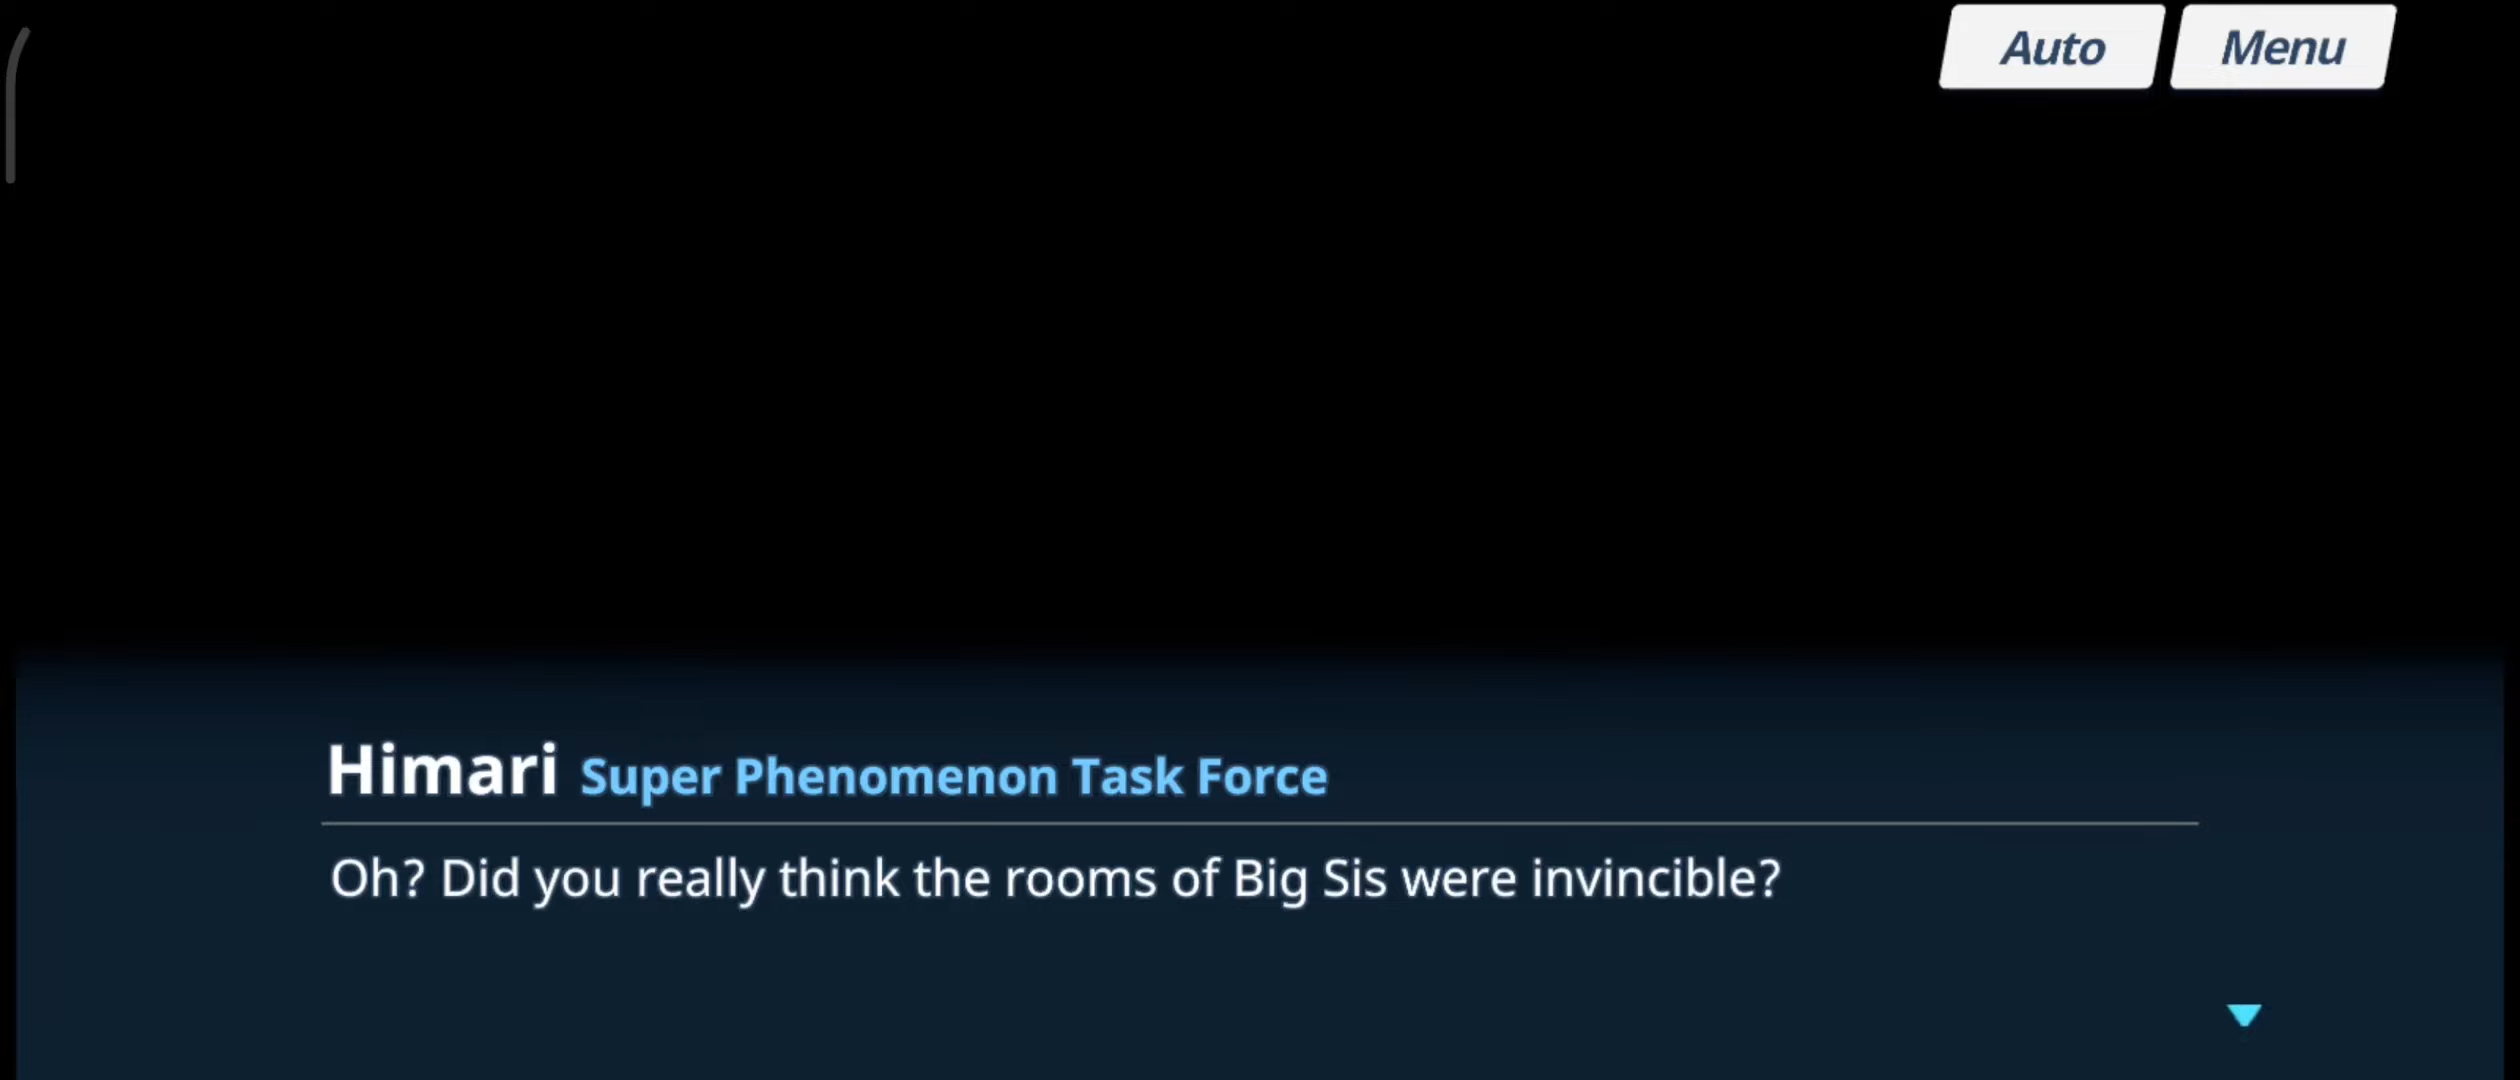 Auto Menu
Himari Super Phenomenon Task Force
Oh? Did you really think the rooms of Big Sis were invincible?